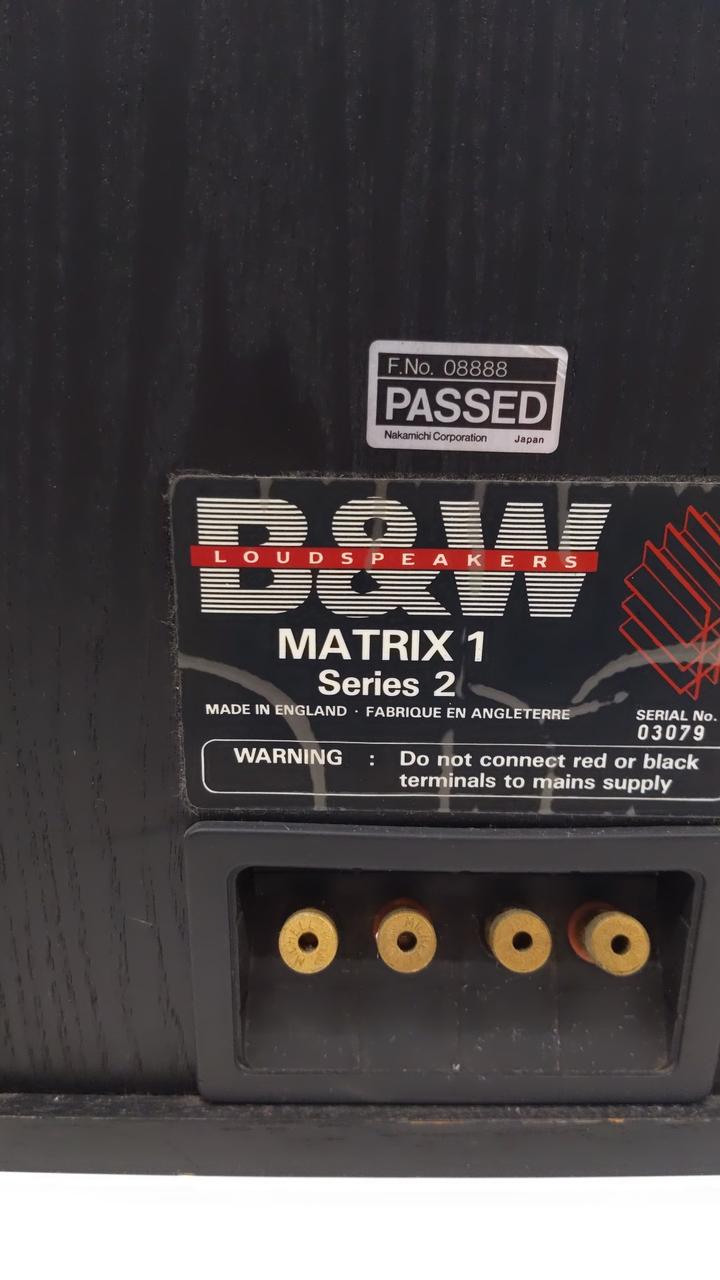 F.No. 08888
PASSED
Nakamichi Corporation Japan
B&W
LOUDSPEAKERS
MATRIX 1
Series 2
MADE IN ENGLAND · FABRIQUE EN ANGLETERRE
SERIAL No.
03079
WARNING : Do not connect red or black
terminals to mains supply